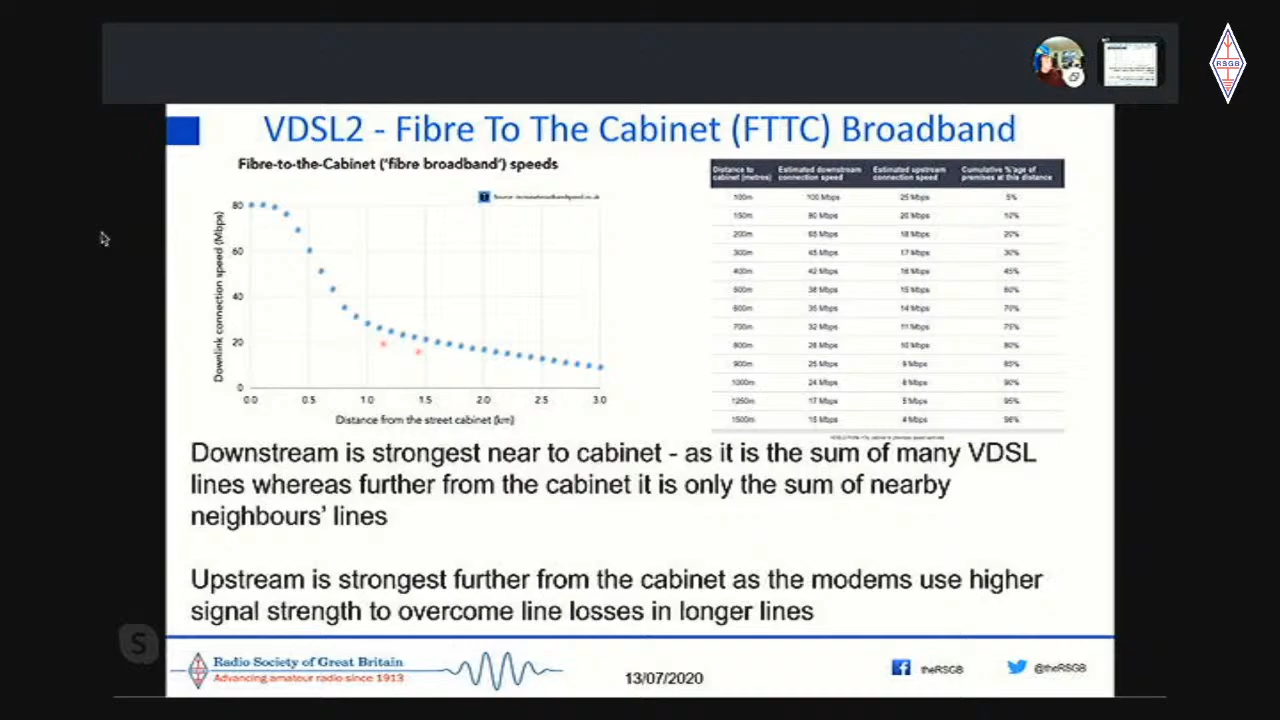 RSGB
VDSL2 - Fibre To The Cabinet (FTTC) Broadband
Fibre-to-the-Cabinet ('fibre broadband') speeds
Downlink connection speed (Mbps)
80
60
40
20
0
0.0 0.5 1.0 1.5 2.0 2.5 3.0
Distance from the street cabinet (km)
Distance to cabinet (metres) Estimated downstream connection speed Estimated upstream connection speed Cumulative %'age of premises at this distance
100m 100 Mbps 25 Mbps 5%
150m 90 Mbps 20 Mbps 10%
200m 65 Mbps 18 Mbps 20%
300m 45 Mbps 17 Mbps 30%
400m 42 Mbps 16 Mbps 45%
500m 38 Mbps 15 Mbps 60%
600m 35 Mbps 14 Mbps 70%
700m 32 Mbps 11 Mbps 75%
800m 28 Mbps 10 Mbps 80%
900m 25 Mbps 9 Mbps 85%
1000m 24 Mbps 8 Mbps 90%
1250m 17 Mbps 5 Mbps 95%
1500m 15 Mbps 4 Mbps 98%
Downstream is strongest near to cabinet - as it is the sum of many VDSL
lines whereas further from the cabinet it is only the sum of nearby
neighbours' lines
Upstream is strongest further from the cabinet as the modems use higher
signal strength to overcome line losses in longer lines
Radio Society of Great Britain
Advancing amateur radio since 1913
13/07/2020
theRSGB
@theRSGB